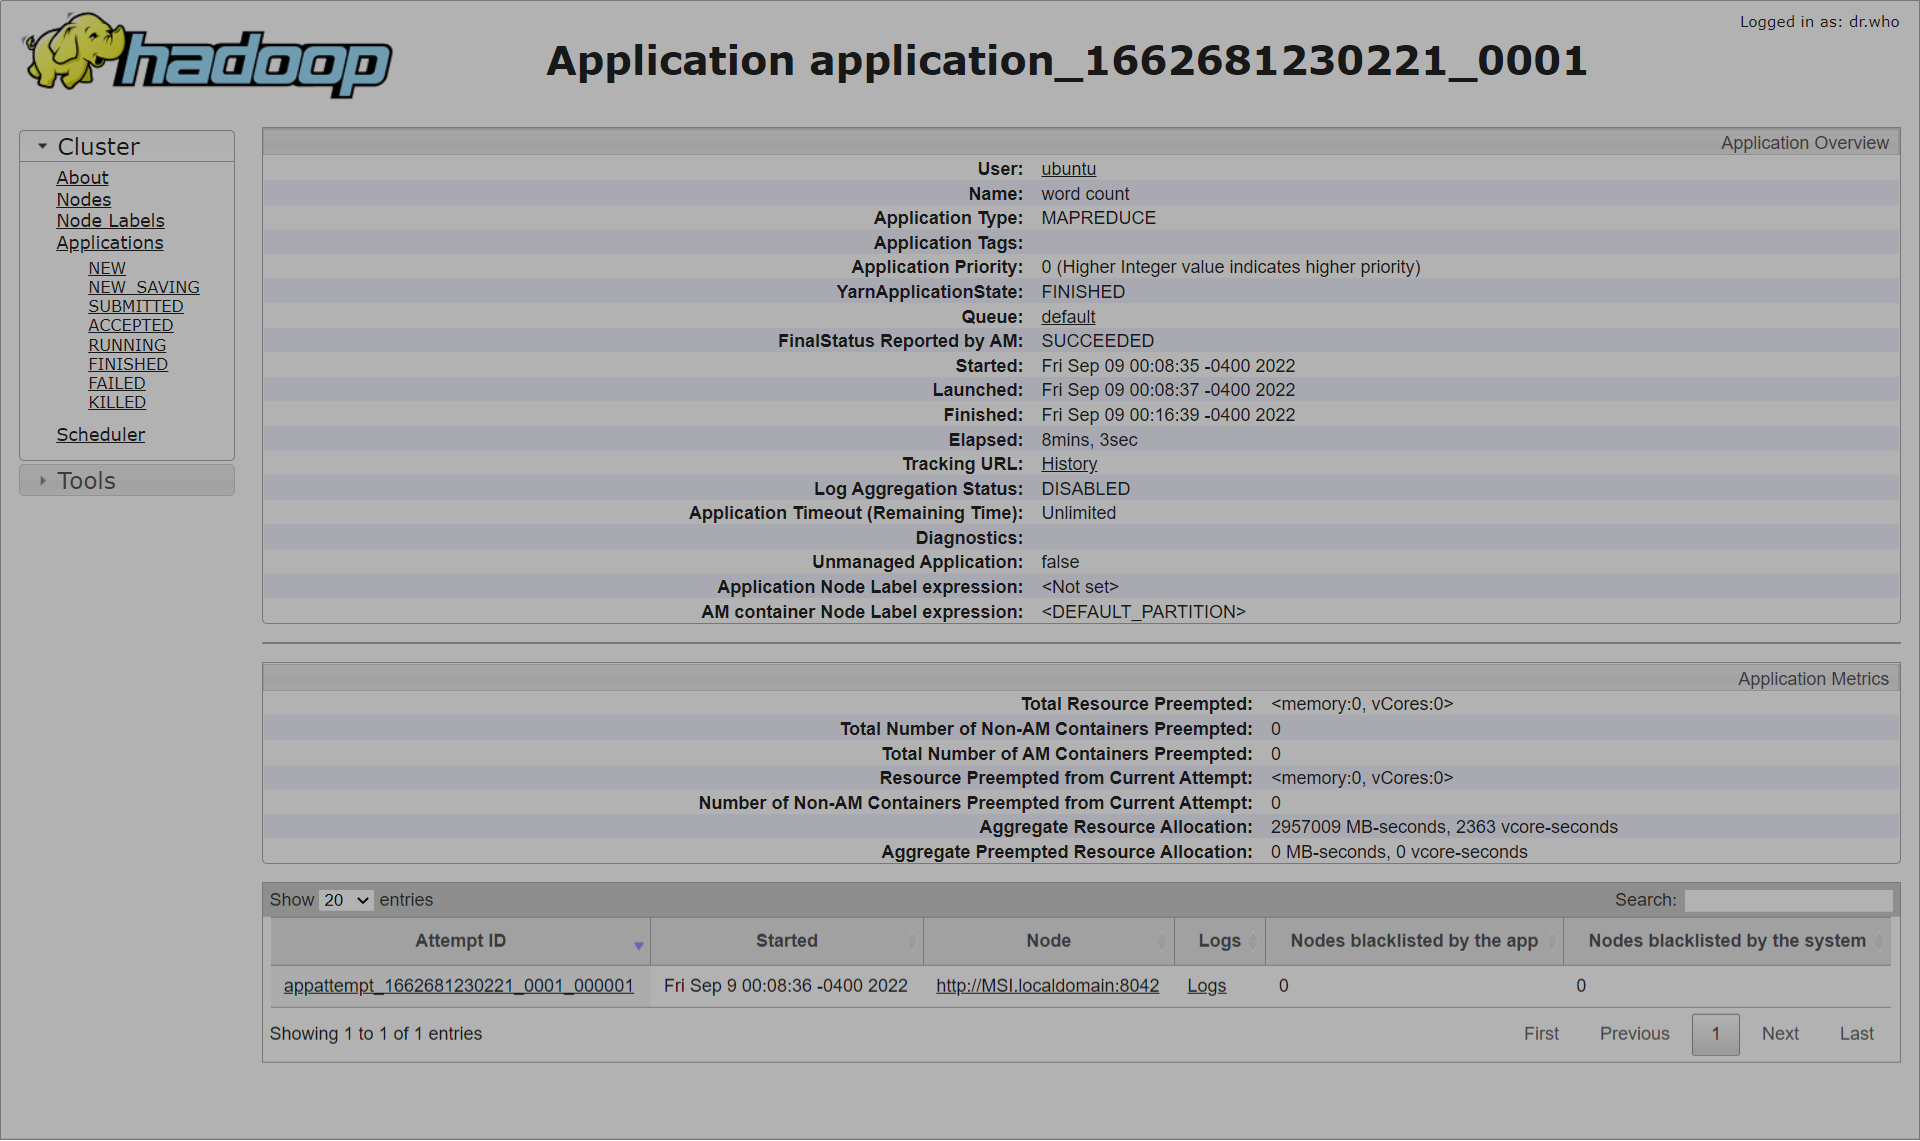 Logged in as: dr.who
hadoop
Application application_1662681230221_0001
Cluster
About
Nodes
Node Labels
Applications
NEW
NEW_SAVING
SUBMITTED
ACCEPTED
RUNNING
FINISHED
FAILED
KILLED
Scheduler
Tools
Application Overview
User: ubuntu
Name: word count
Application Type: MAPREDUCE
Application Tags:
Application Priority: 0 (Higher Integer value indicates higher priority)
YarnApplicationState: FINISHED
Queue: default
FinalStatus Reported by AM: SUCCEEDED
Started: Fri Sep 09 00:08:35 -0400 2022
Launched: Fri Sep 09 00:08:37 -0400 2022
Finished: Fri Sep 09 00:16:39 -0400 2022
Elapsed: 8mins, 3sec
Tracking URL: History
Log Aggregation Status: DISABLED
Application Timeout (Remaining Time): Unlimited
Diagnostics:
Unmanaged Application: false
Application Node Label expression: <Not set>
AM container Node Label expression: <DEFAULT_PARTITION>
Application Metrics
Total Resource Preempted: <memory:0, vCores:0>
Total Number of Non-AM Containers Preempted: 0
Total Number of AM Containers Preempted: 0
Resource Preempted from Current Attempt: <memory:0, vCores:0>
Number of Non-AM Containers Preempted from Current Attempt: 0
Aggregate Resource Allocation: 2957009 MB-seconds, 2363 vcore-seconds
Aggregate Preempted Resource Allocation: 0 MB-seconds, 0 vcore-seconds
Show 20 entries Search:
Attempt ID Started Node Logs Nodes blacklisted by the app Nodes blacklisted by the system
appattempt_1662681230221_0001_000001 Fri Sep 9 00:08:36 -0400 2022 http://MSI.localdomain:8042 Logs 0 0
Showing 1 to 1 of 1 entries First Previous 1 Next Last